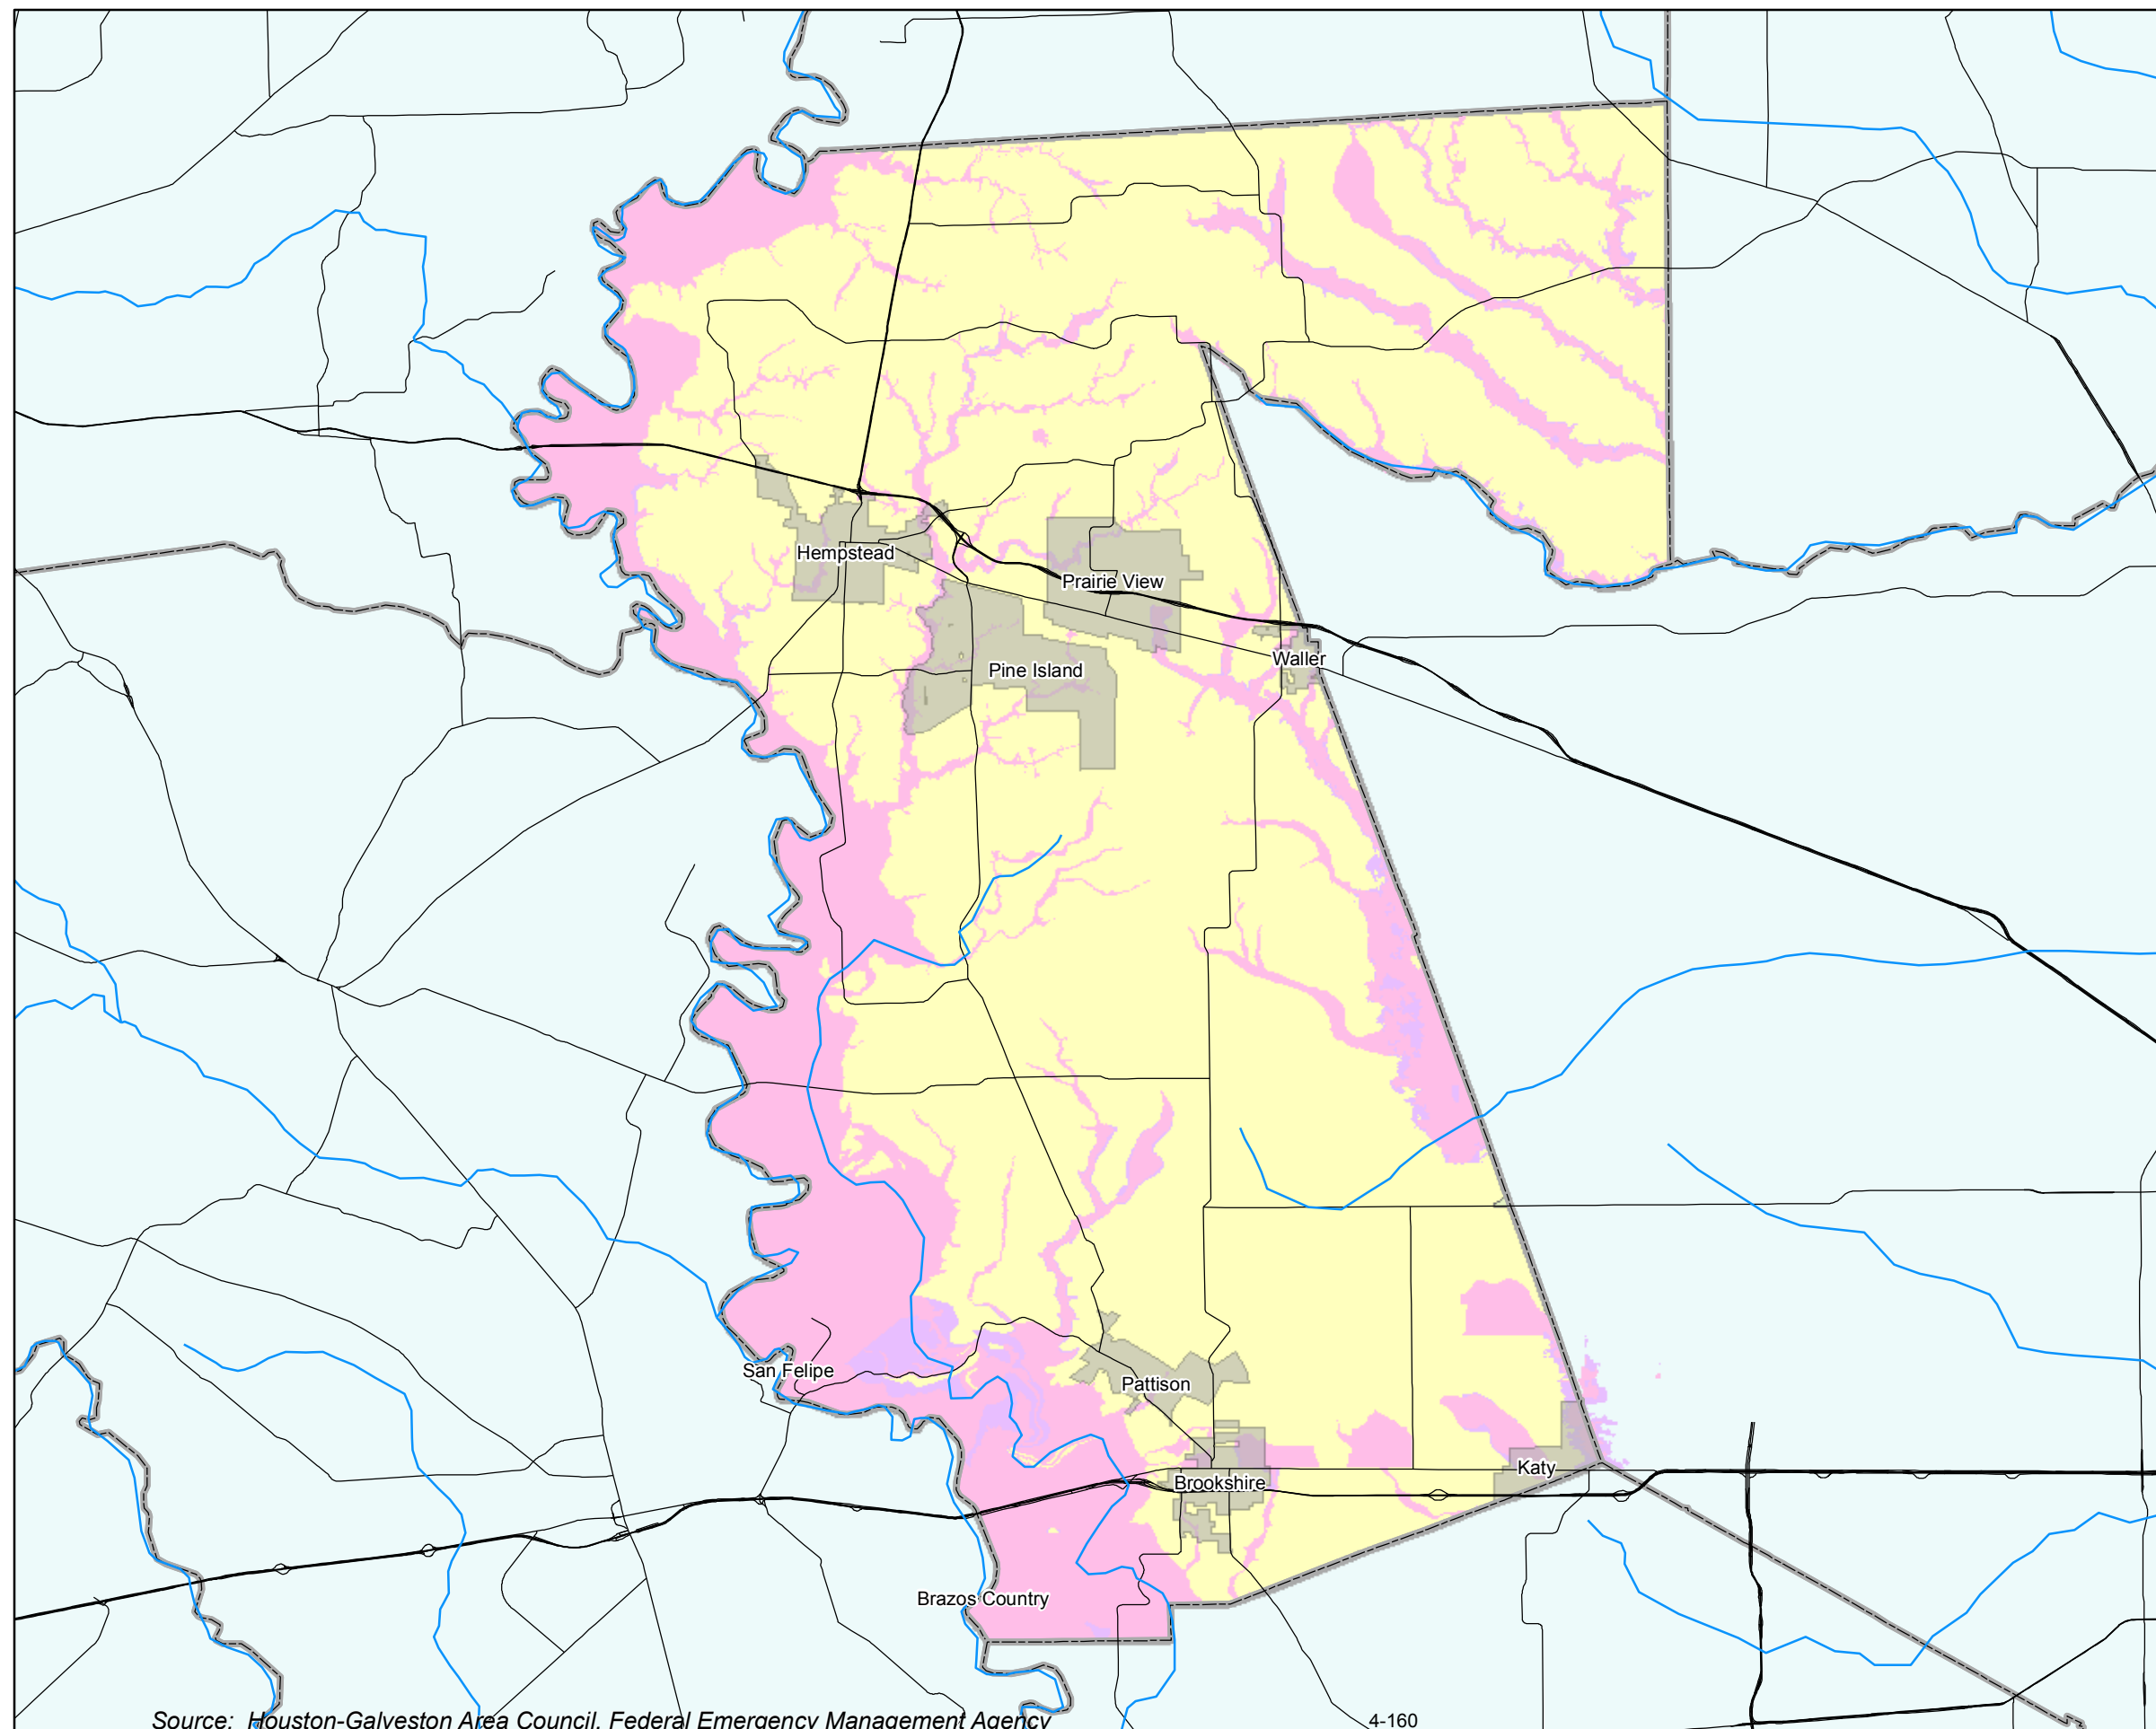 Hempstead
Prairie View
Waller
Pine Island
San Felipe
Pattison
Katy
Brookshire
Brazos Country
Source: Houston-Galveston Area Council, Federal Emergency Management Agency
4-160